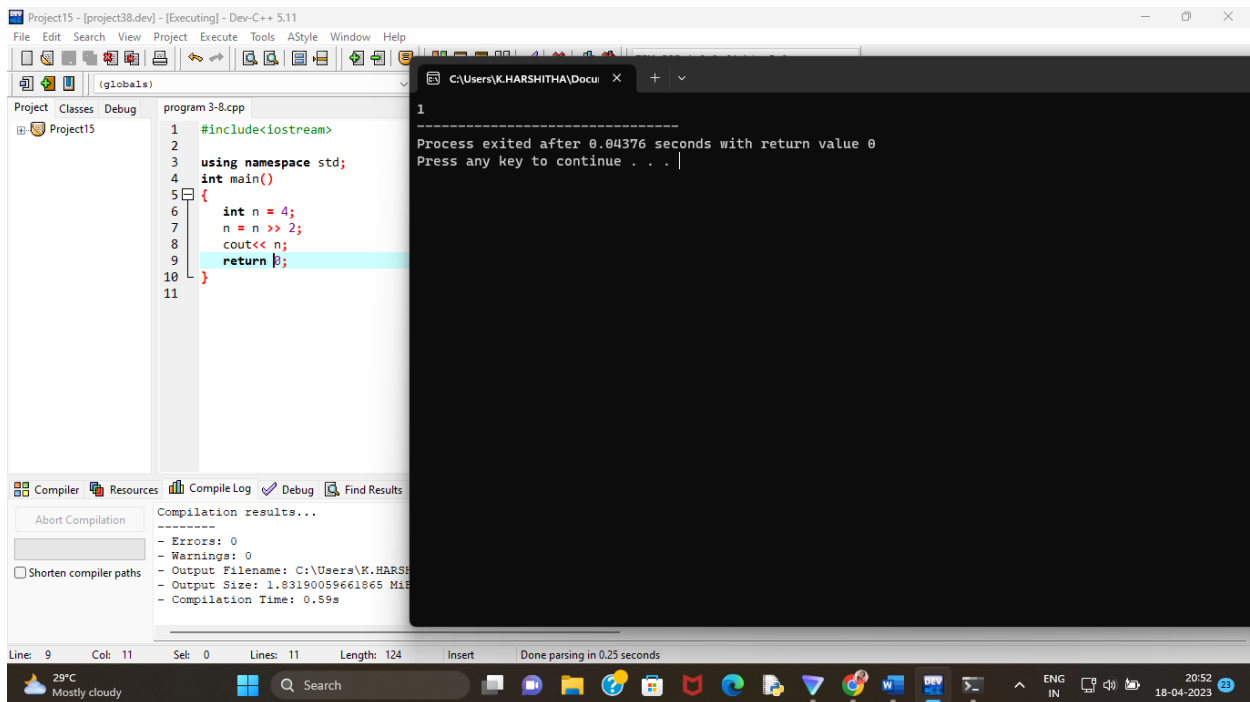 Project15 - [project38.dev] - [Executing] - Dev-C++ 5.11
File Edit Search View Project Execute Tools AStyle Window Help
(globals)
Project Classes Debug
Project15
program 3-8.cpp
1 #include<iostream>
2
3 using namespace std;
4 int main()
5 {
6 int n = 4;
7 n = n >> 2;
8 cout<< n;
9 return 0;
10 }
11
C:\Users\K.HARSHITHA\Docu
1
--------------------------------
Process exited after 0.04376 seconds with return value 0
Press any key to continue . . .
Compiler Resources Compile Log Debug Find Results
Abort Compilation
Shorten compiler paths
Compilation results...
--------
- Errors: 0
- Warnings: 0
- Output Filename: C:\Users\K.HARSH
- Output Size: 1.83190059661865 MiB
- Compilation Time: 0.59s
Line: 9 Col: 11 Sel: 0 Lines: 11 Length: 124 Insert Done parsing in 0.25 seconds
29°C
Mostly cloudy
Search
DEV
ENG
IN
20:52
18-04-2023
23